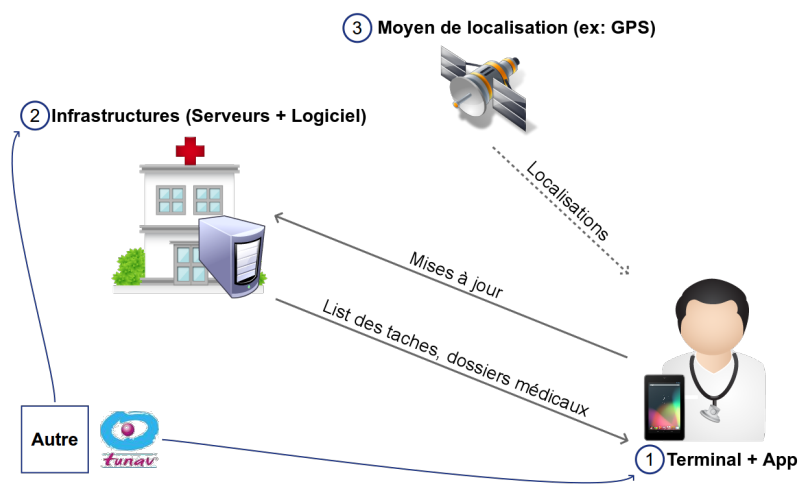 3 Moyen de localisation (ex: GPS)
2 Infrastructures (Serveurs + Logiciel)
Localisations
Mises à jour
List des taches, dossiers médicaux
Autre
tunav
1 Terminal + App